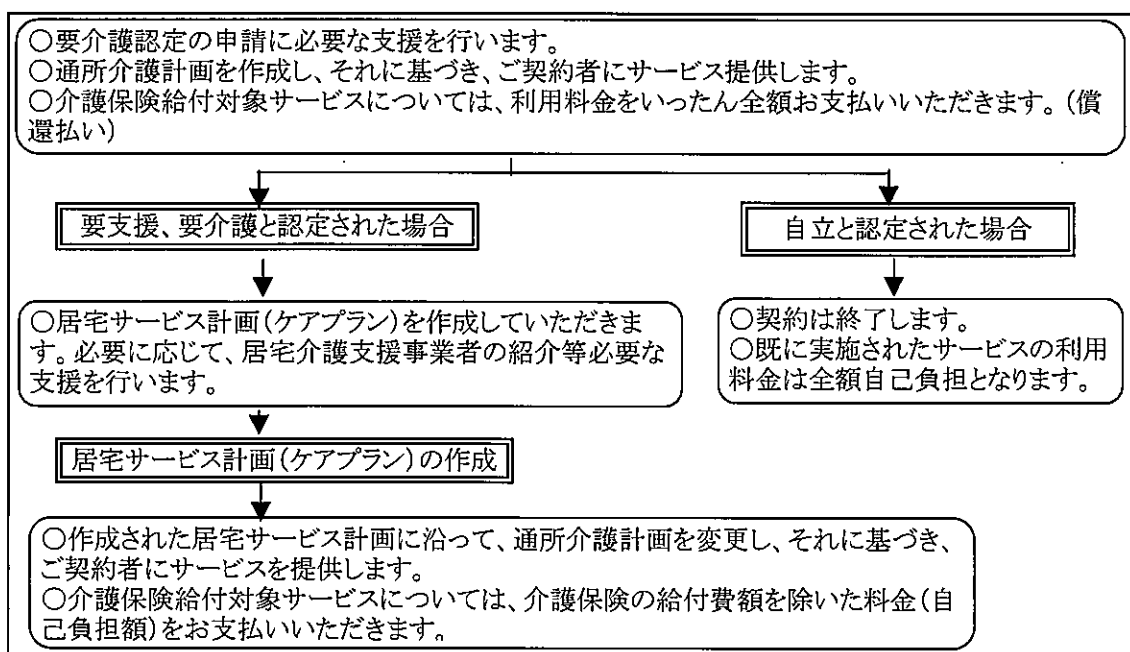 ○要介護認定の申請に必要な支援を行います。
○通所介護計画を作成し、それに基づき、ご契約者にサービス提供します。
○介護保険給付対象サービスについては、利用料金をいったん全額お支払いいただきます。(償
還払い)
要支援、要介護と認定された場合
自立と認定された場合
○居宅サービス計画(ケアプラン)を作成していただきま
す。必要に応じて、居宅介護支援事業者の紹介等必要な
支援を行います。
○契約は終了します。
○既に実施されたサービスの利用
料金は全額自己負担となります。
居宅サービス計画(ケアプラン)の作成
○作成された居宅サービス計画に沿って、通所介護計画を変更し、それに基づき、
ご契約者にサービスを提供します。
○介護保険給付対象サービスについては、介護保険の給付費額を除いた料金(自
己負担額)をお支払いいただきます。